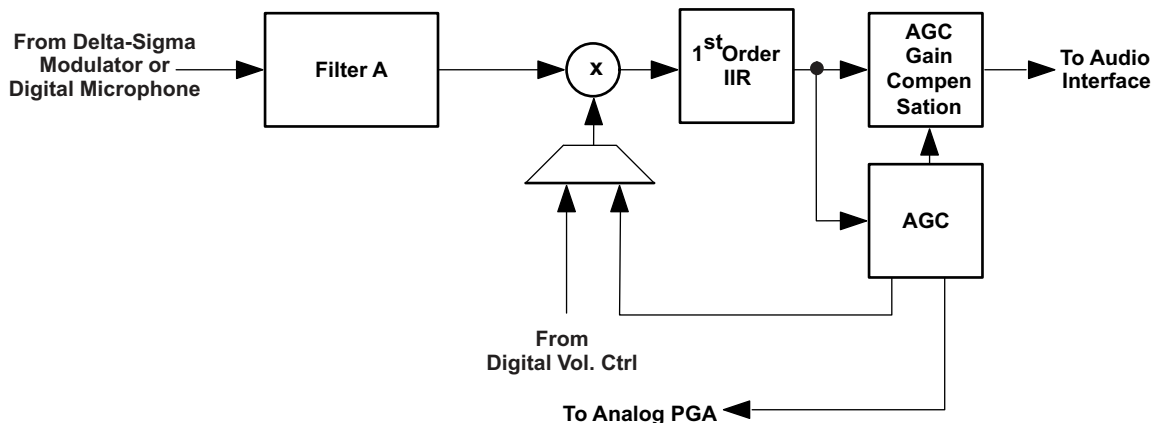 From Delta-Sigma
Modulator or
Digital Microphone
Filter A
x
1st Order
IIR
AGC
Gain
Compen
Sation
To Audio
Interface
AGC
From
Digital Vol. Ctrl
To Analog PGA